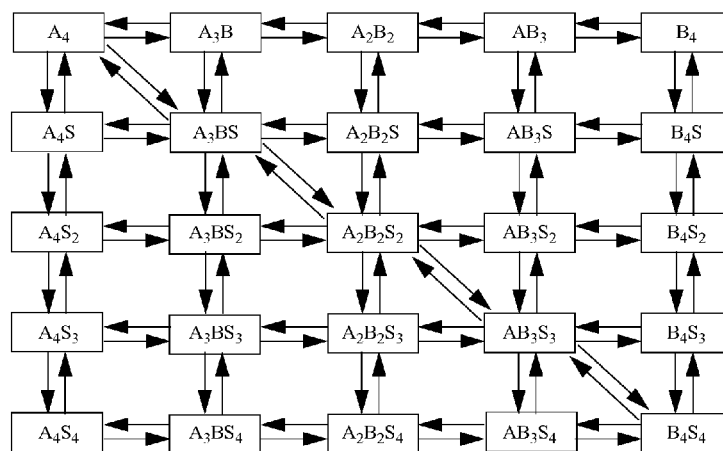 A₄ A₃B A₂B₂ AB₃ B₄
A₄S A₃BS A₂B₂S AB₃S B₄S
A₄S₂ A₃BS₂ A₂B₂S₂ AB₃S₂ B₄S₂
A₄S₃ A₃BS₃ A₂B₂S₃ AB₃S₃ B₄S₃
A₄S₄ A₃BS₄ A₂B₂S₄ AB₃S₄ B₄S₄